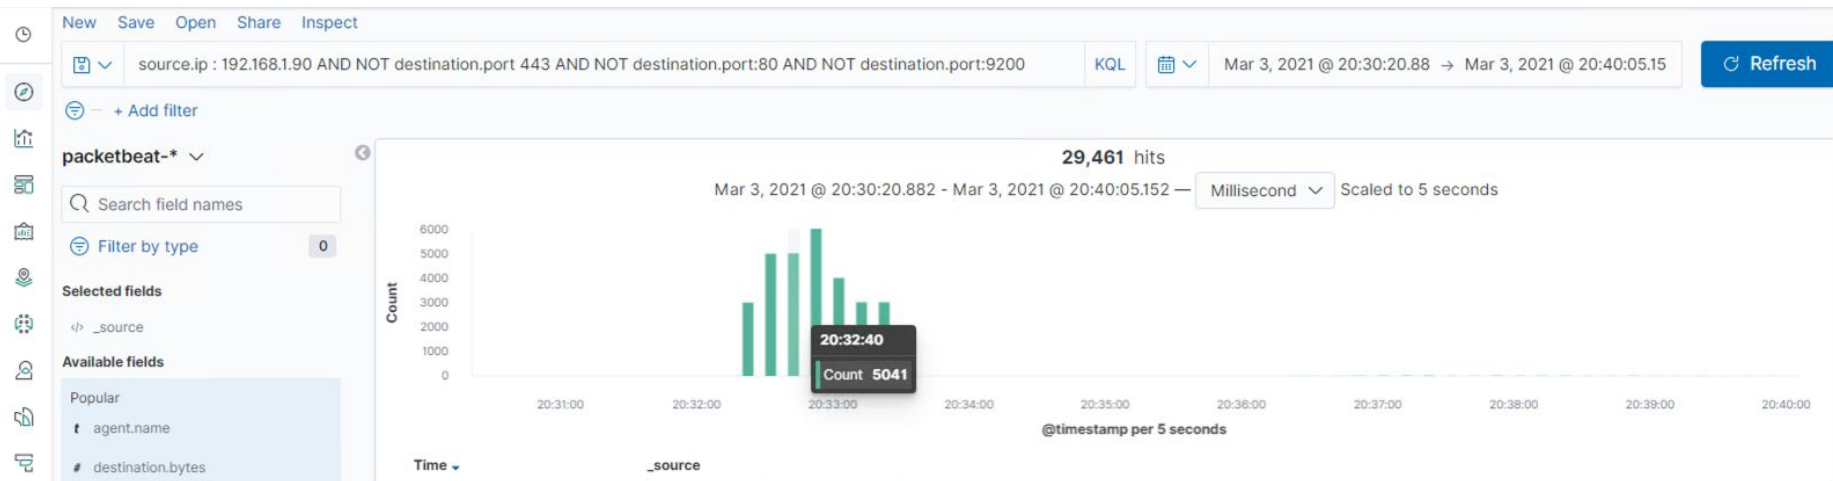 New Save Open Share Inspect
source.ip : 192.168.1.90 AND NOT destination.port 443 AND NOT destination.port:80 AND NOT destination.port:9200 KQL Mar 3, 2021 @ 20:30:20.88 → Mar 3, 2021 @ 20:40:05.15 Refresh
+ Add filter
packetbeat-*
29,461 hits
Mar 3, 2021 @ 20:30:20.882 - Mar 3, 2021 @ 20:40:05.152 — Millisecond Scaled to 5 seconds
Search field names
Filter by type 0
Selected fields
_source
Available fields
Popular
t agent.name
# destination.bytes
Count
6000
5000
4000
3000
2000
1000
0
20:32:40
Count 5041
20:31:00 20:32:00 20:33:00 20:34:00 20:35:00 20:36:00 20:37:00 20:38:00 20:39:00 20:40:00
@timestamp per 5 seconds
Time _source